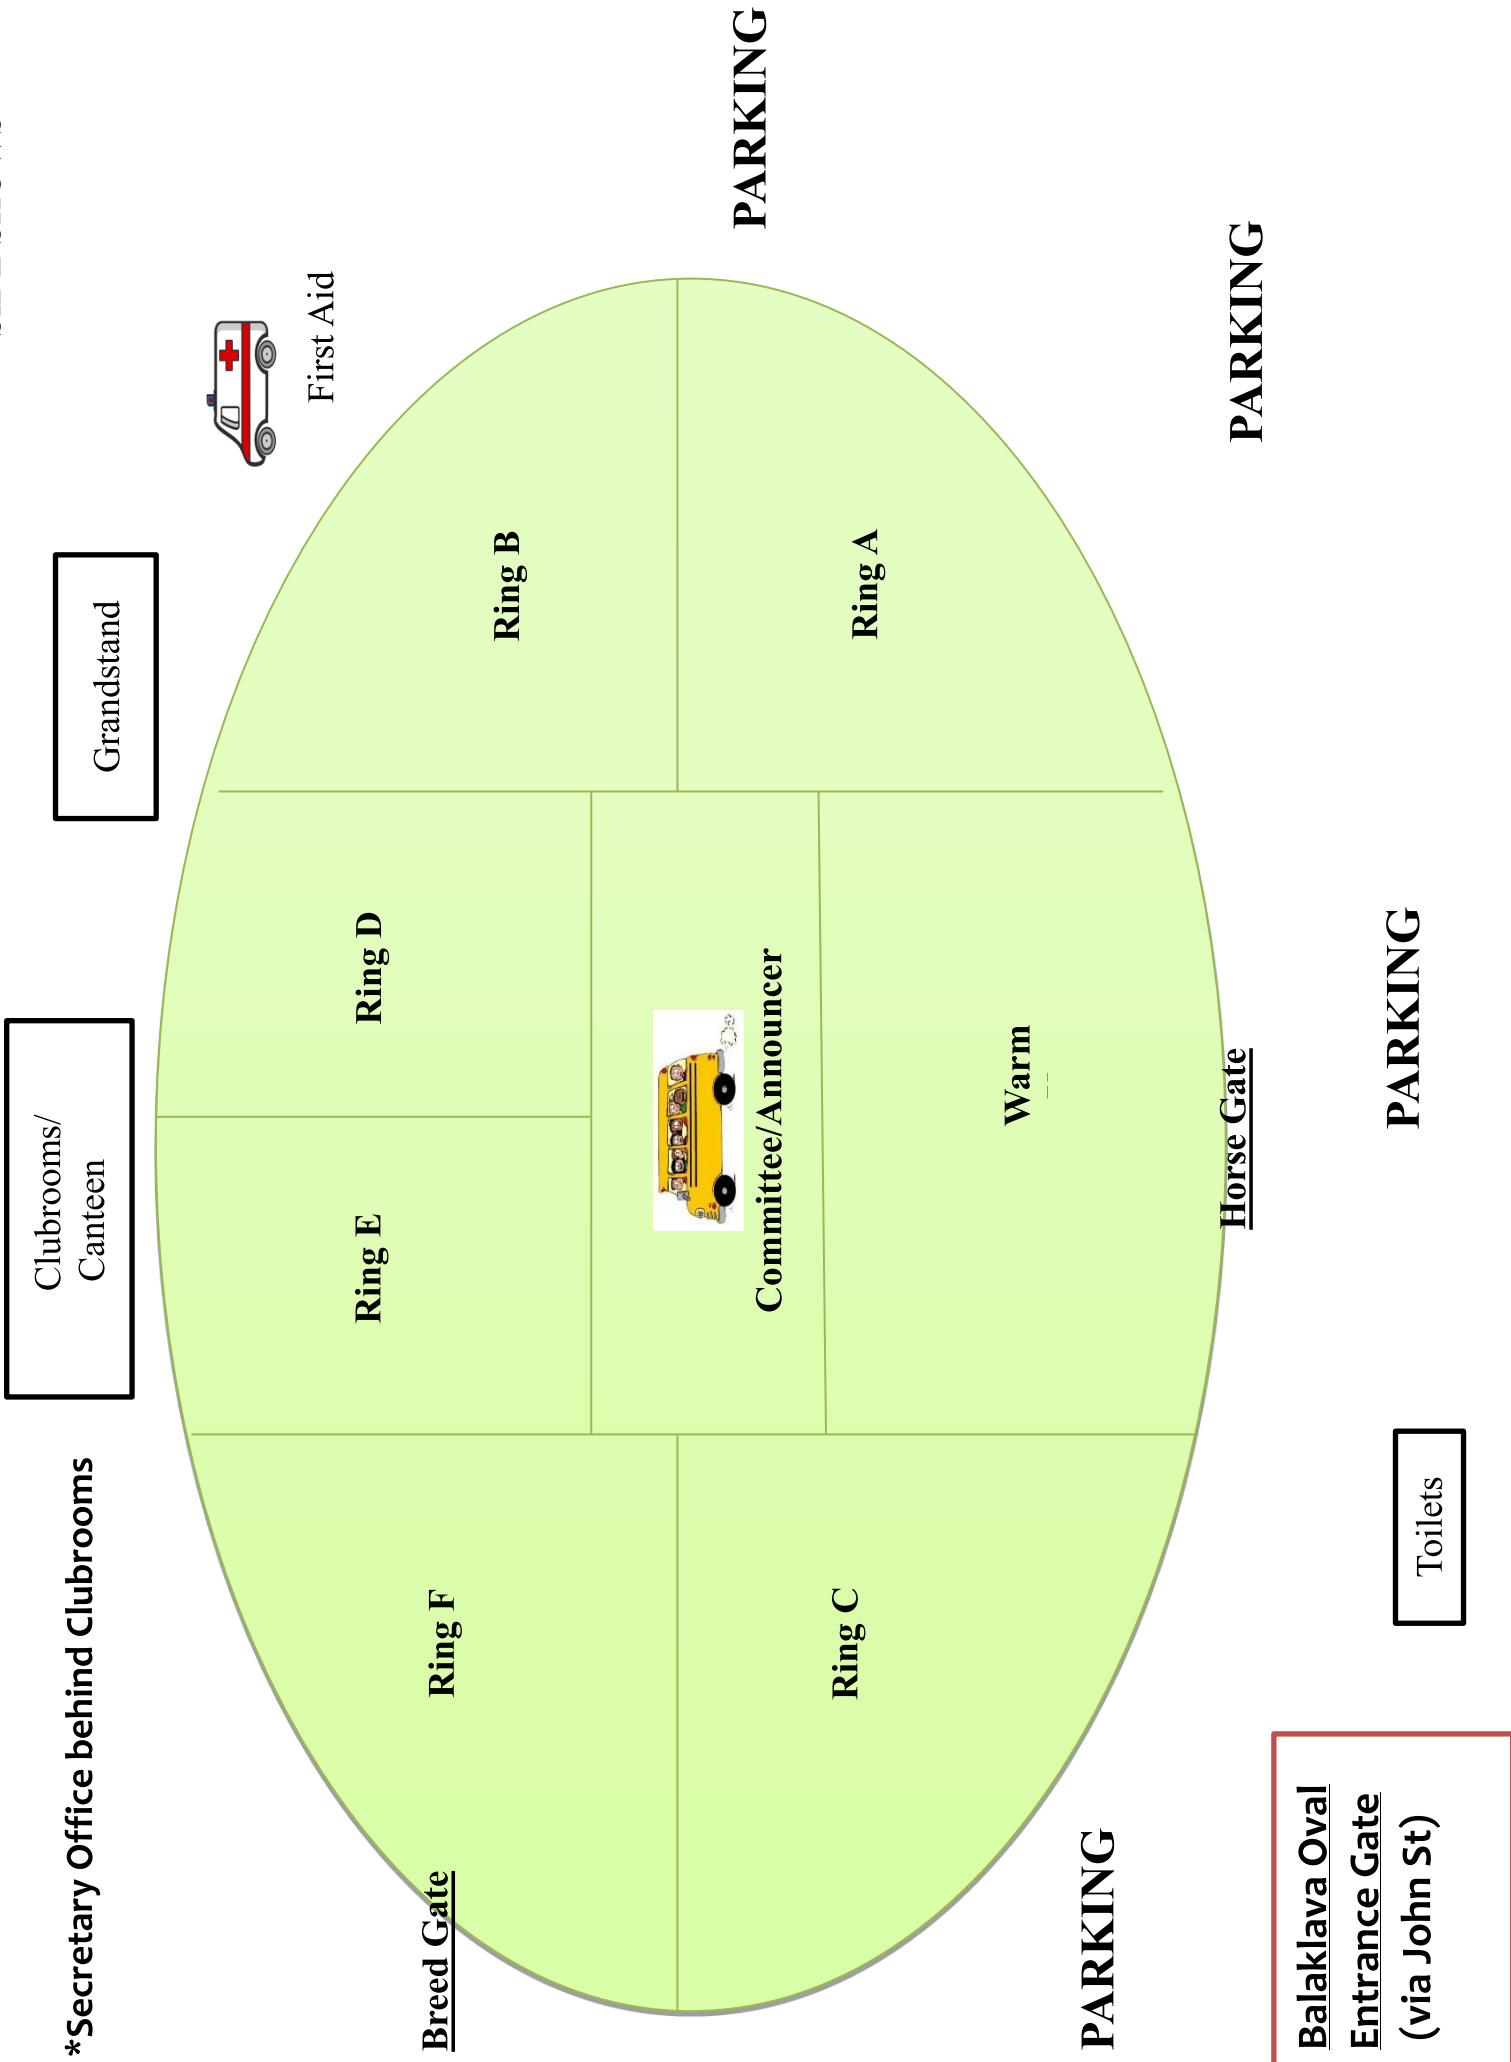 *Secretary Office behind Clubrooms
Clubrooms/
Canteen
Grandstand
First Aid
Breed Gate
Ring F
Ring E
Ring D
Ring B
Committee/Announcer
PARKING
Ring C
Ring A
Warm
Horse Gate
PARKING
PARKING
PARKING
Toilets
Balaklava Oval
Entrance Gate
(via John St)